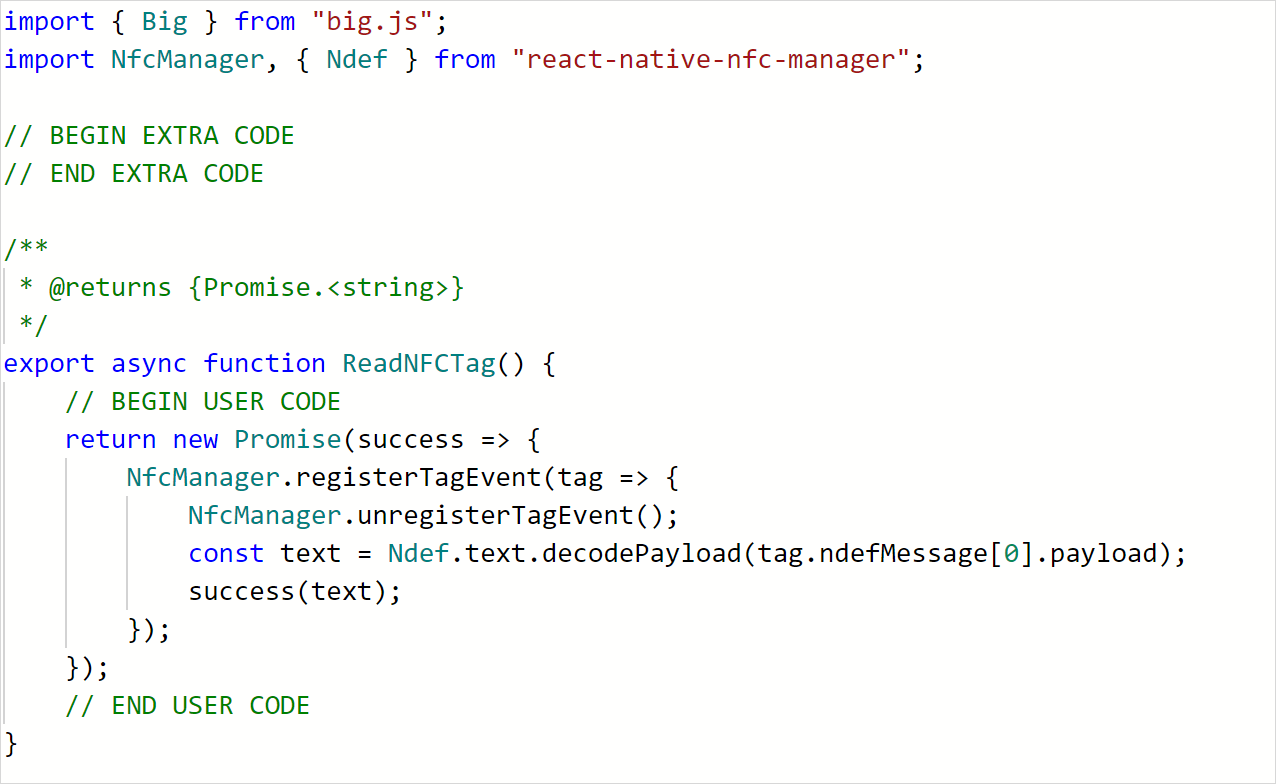 import { Big } from "big.js";
import NfcManager, { Ndef } from "react-native-nfc-manager";

// BEGIN EXTRA CODE
// END EXTRA CODE

/**
 * @returns {Promise.<string>}
 */
export async function ReadNFCTag() {
    // BEGIN USER CODE
    return new Promise(success => {
        NfcManager.registerTagEvent(tag => {
            NfcManager.unregisterTagEvent();
            const text = Ndef.text.decodePayload(tag.ndefMessage[0].payload);
            success(text);
        });
    });
    // END USER CODE
}